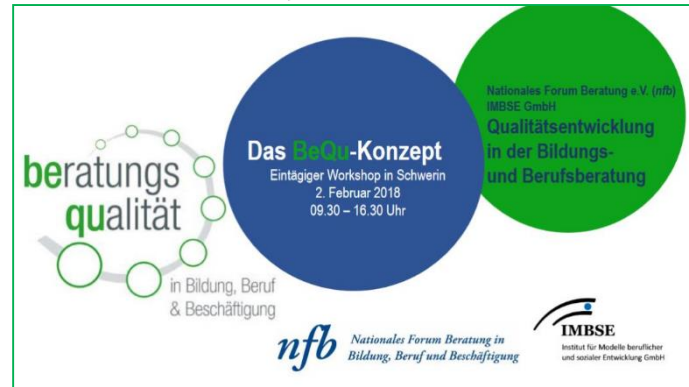 beratungs
qualität
in Bildung, Beruf
& Beschäftigung
Das BeQu-Konzept
Eintägiger Workshop in Schwerin
2. Februar 2018
09.30 – 16.30 Uhr
Nationales Forum Beratung e.V. (nfb)
IMBSE GmbH
Qualitätsentwicklung
in der Bildungs-
und Berufsberatung
nfb
Nationales Forum Beratung in
Bildung, Beruf und Beschäftigung
IMBSE
Institut für Modelle beruflicher
und sozialer Entwicklung GmbH